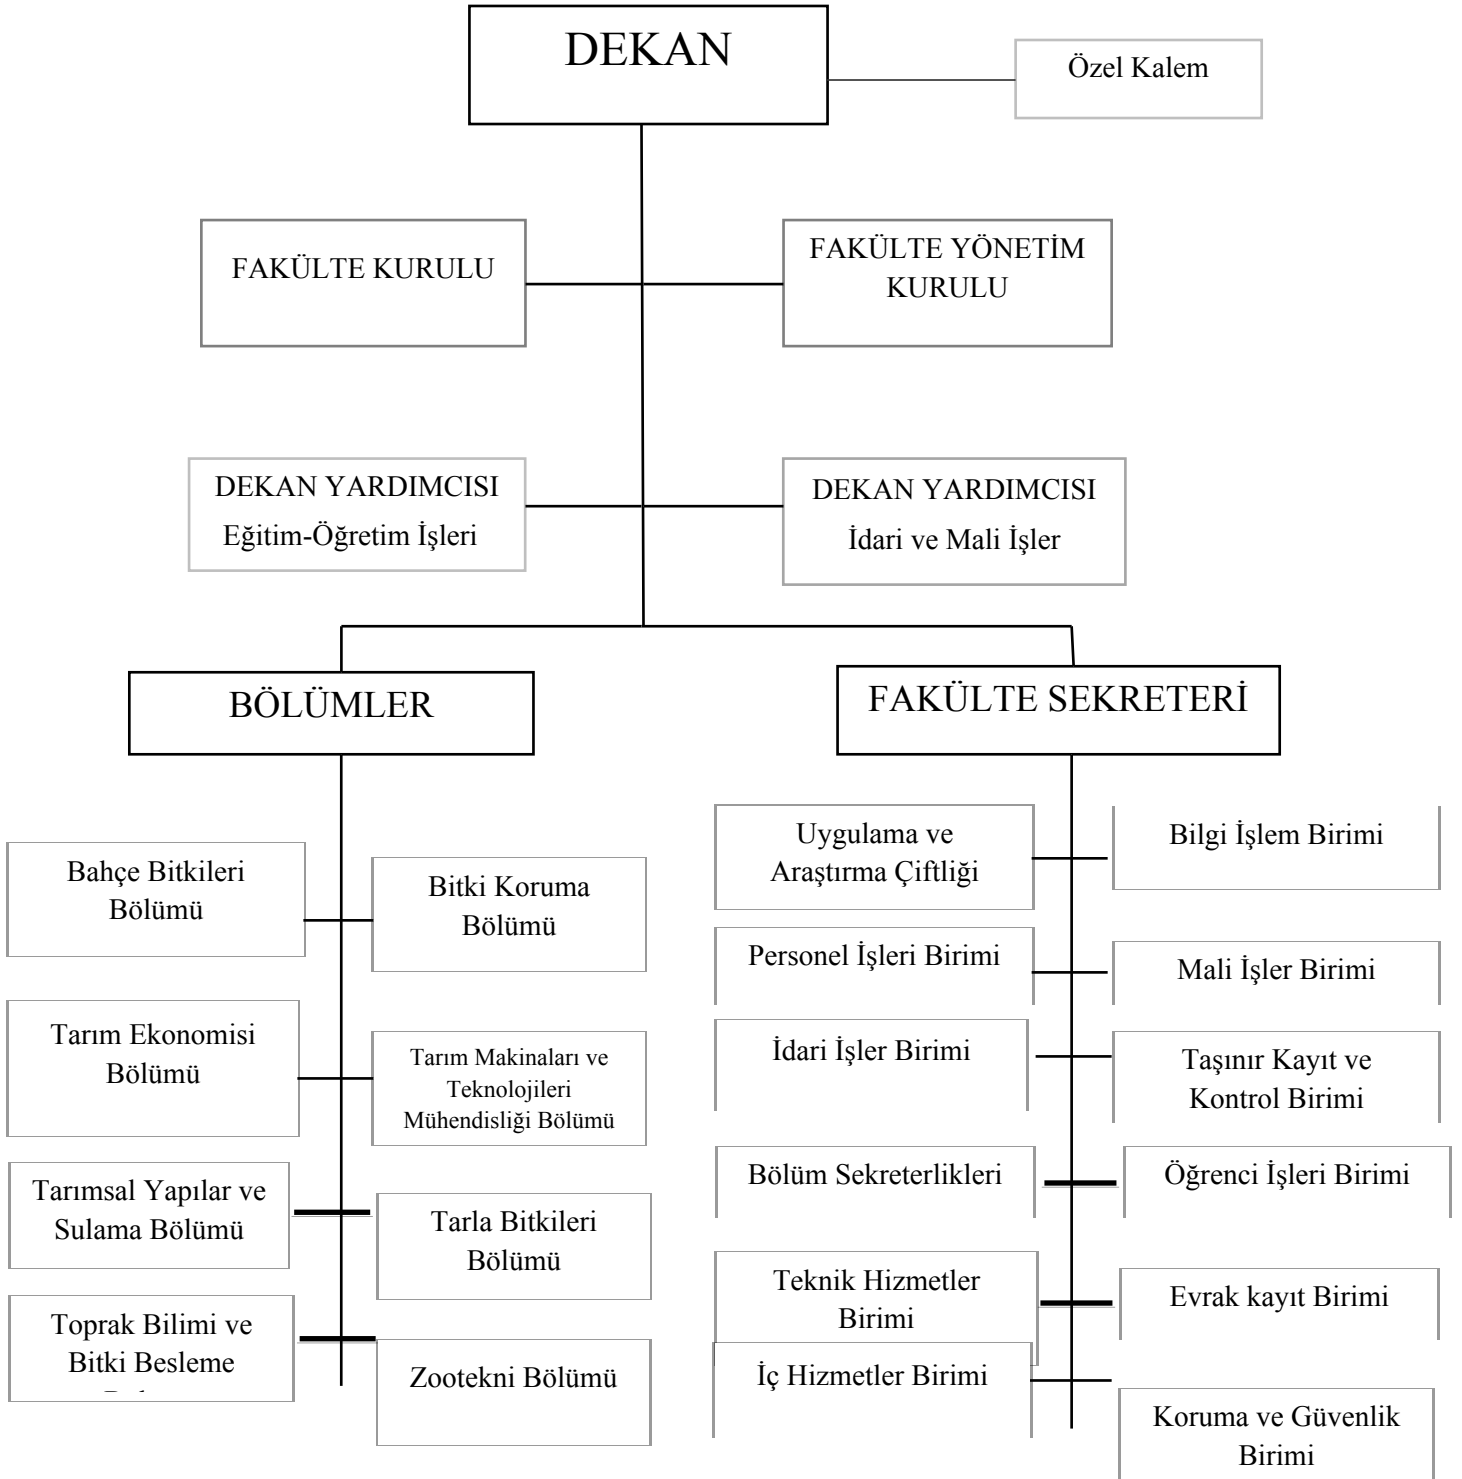 DEKAN
Özel Kalem
FAKÜLTE KURULU
FAKÜLTE YÖNETİM
KURULU
DEKAN YARDIMCISI
Eğitim-Öğretim İşleri
DEKAN YARDIMCISI
İdari ve Mali İşler
BÖLÜMLER
FAKÜLTE SEKRETERİ
Bahçe Bitkileri
Bölümü
Bitki Koruma
Bölümü
Tarım Ekonomisi
Bölümü
Tarım Makinaları ve
Teknolojileri
Mühendisliği Bölümü
Tarımsal Yapılar ve
Sulama Bölümü
Tarla Bitkileri
Bölümü
Toprak Bilimi ve
Bitki Besleme
Zootekni Bölümü
Uygulama ve
Araştırma Çiftliği
Bilgi İşlem Birimi
Personel İşleri Birimi
Mali İşler Birimi
İdari İşler Birimi
Taşınır Kayıt ve
Kontrol Birimi
Bölüm Sekreterlikleri
Öğrenci İşleri Birimi
Teknik Hizmetler
Birimi
Evrak kayıt Birimi
İç Hizmetler Birimi
Koruma ve Güvenlik
Birimi